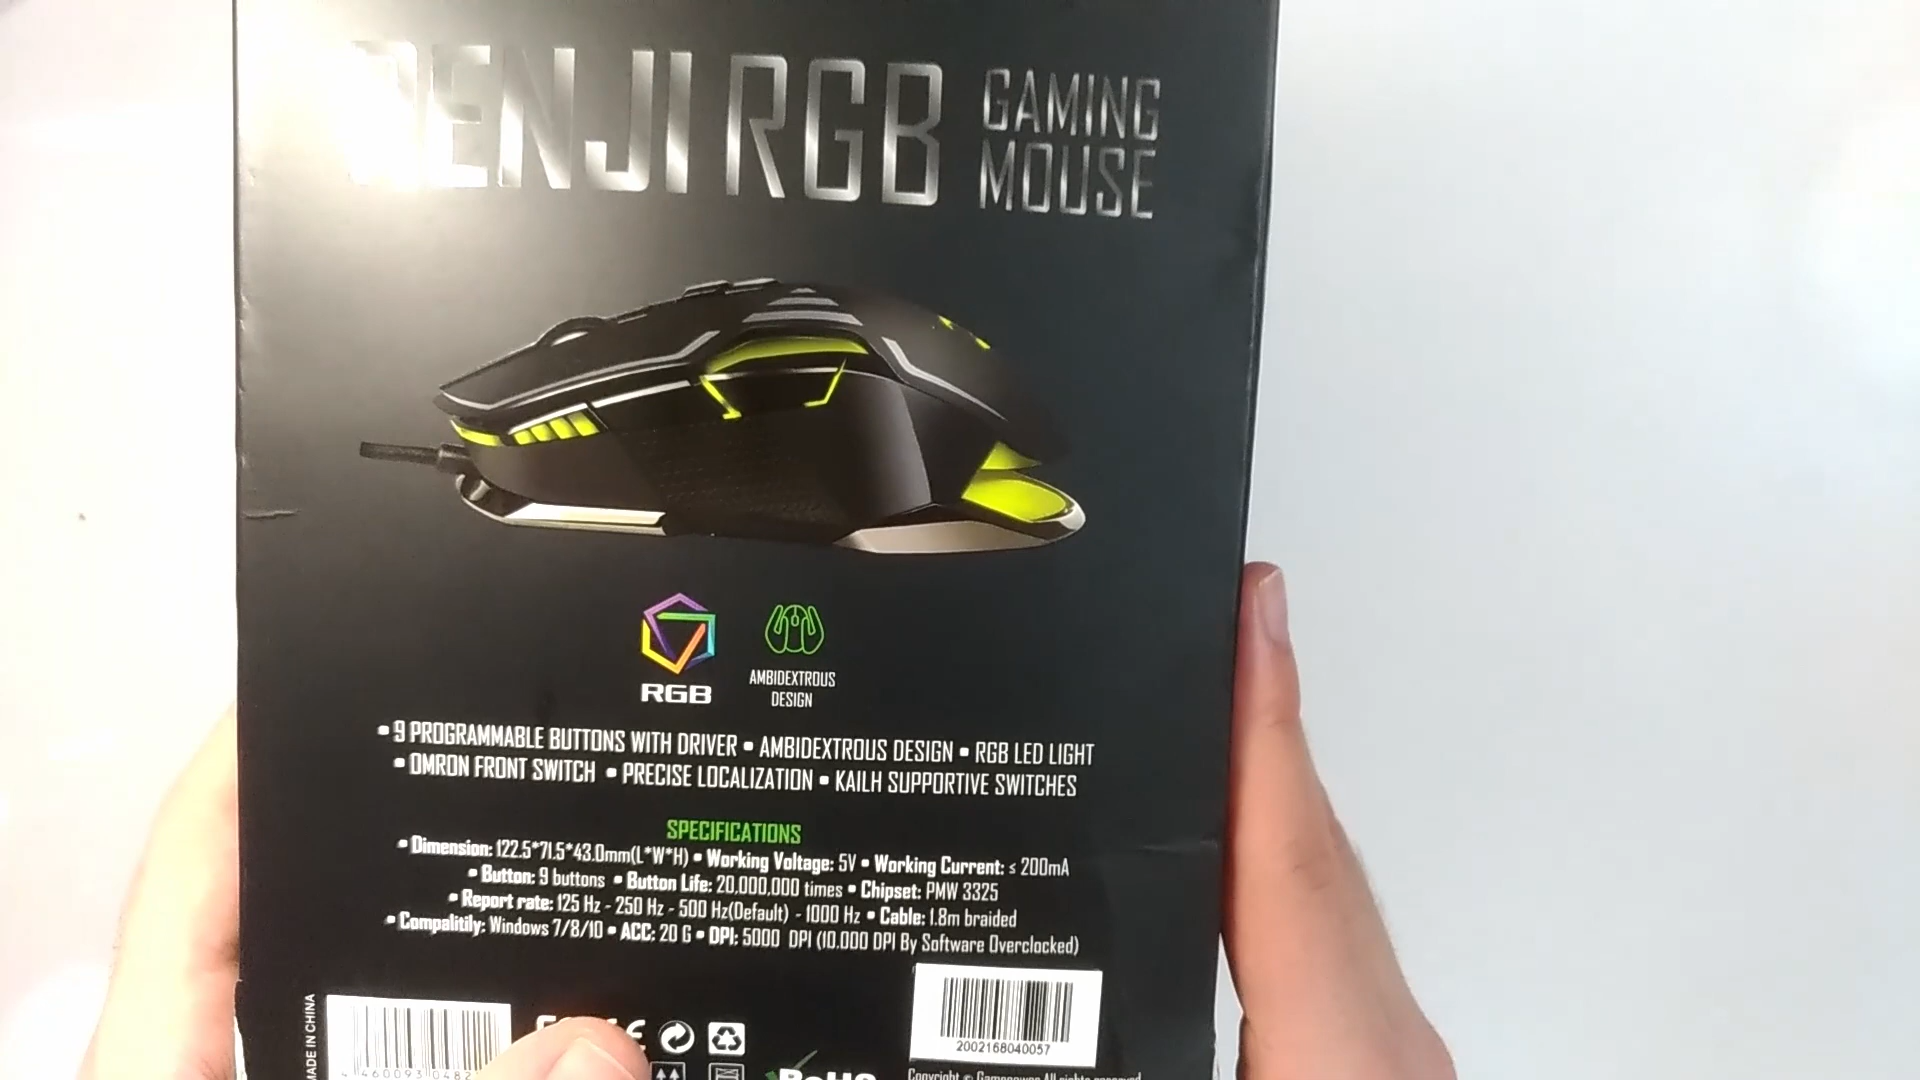 RGB GAMING
MOUSE
RGB
AMBIDEXTROUS
DESIGN
• 9 PROGRAMMABLE BUTTONS WITH DRIVER • AMBIDEXTROUS DESIGN • RGB LED LIGHT
• OMRON FRONT SWITCH • PRECISE LOCALIZATION • KAILH SUPPORTIVE SWITCHES
SPECIFICATIONS
• Dimension: 122.5*71.5*43.0mm(L*W*H) • Working Voltage: 5V • Working Current: ≤ 200mA
• Button: 9 buttons • Button Life: 20,000,000 times • Chipset: PMW 3325
• Report rate: 125 Hz - 250 Hz - 500 Hz(Default) - 1000 Hz • Cable: 1.8m braided
• Compalitily: Windows 7/8/10 • ACC: 20 G • DPI: 5000 DPI (10.000 DPI By Software Overclocked)
MADE IN CHINA
2002168040057
RoHS